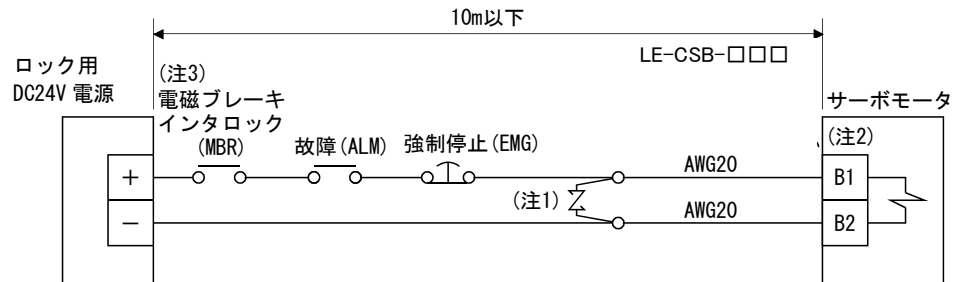 10m以下
LE-CSB-□□□
ロック用
DC24V 電源
(注3)
電磁ブレーキ
インタロック
(MBR)
故障(ALM)
強制停止(EMG)
サーボモータ
(注2)
+
AWG20
B1
(注1)
−
AWG20
B2